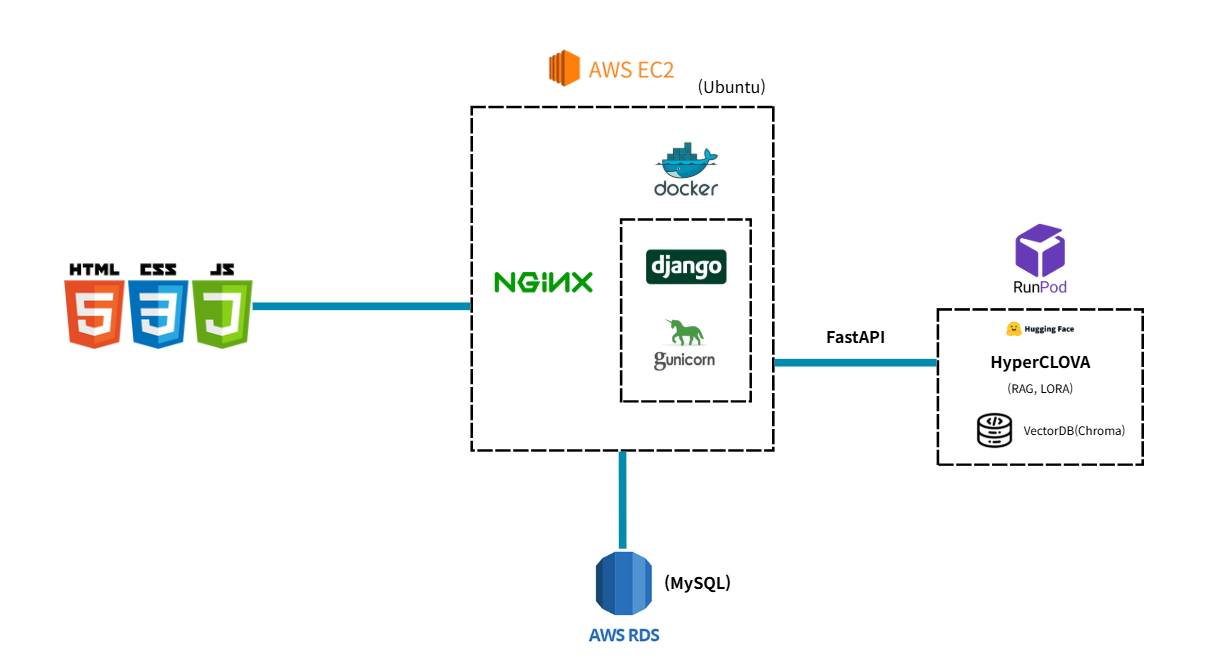 AWS EC2
(Ubuntu)
docker
HTML CSS JS
5 3 J
NGINX
django
gunicorn
RunPod
Hugging Face
HyperCLOVA
(RAG, LORA)
</> VectorDB(Chroma)
FastAPI
(MySQL)
AWS RDS